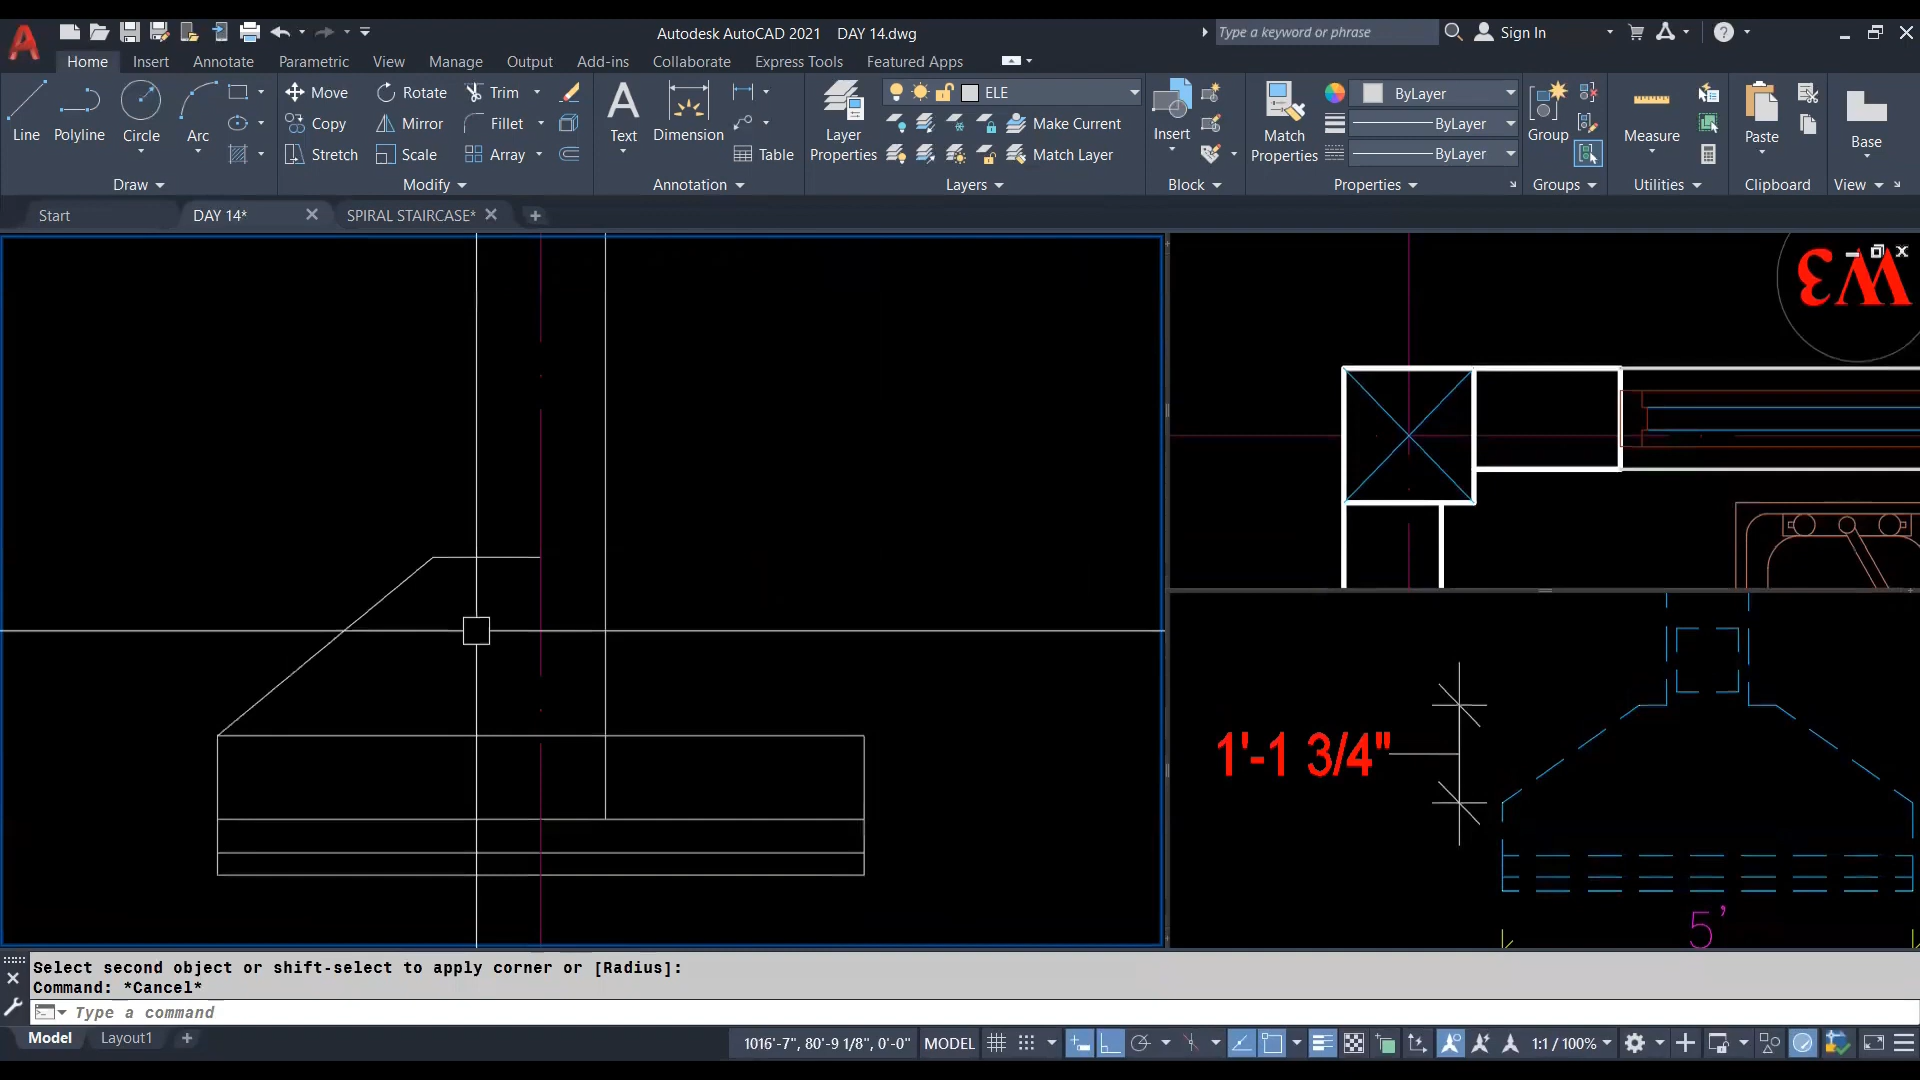 Autodesk AutoCAD 2021 DAY 14.dwg
Type a keyword or phrase
Sign In
Home Insert Annotate Parametric View Manage Output Add-ins Collaborate Express Tools Featured Apps
Line Polyline Circle Arc
Move Rotate Trim
Copy Mirror Fillet
Stretch Scale Array
Text Dimension Table
Layer Properties
ELE
Make Current
Match Layer
Insert
Match Properties
ByLayer
ByLayer
ByLayer
Group
Measure
Paste
Base
Draw Modify Annotation Layers Block Properties Groups Utilities Clipboard View
Start DAY 14* SPIRAL STAIRCASE*
W3
1'-1 3/4"
5'
Select second object or shift-select to apply corner or [Radius]:
Command: *Cancel*
Type a command
Model Layout1
1016'-7", 80'-9 1/8", 0'-0" MODEL 1:1 / 100%